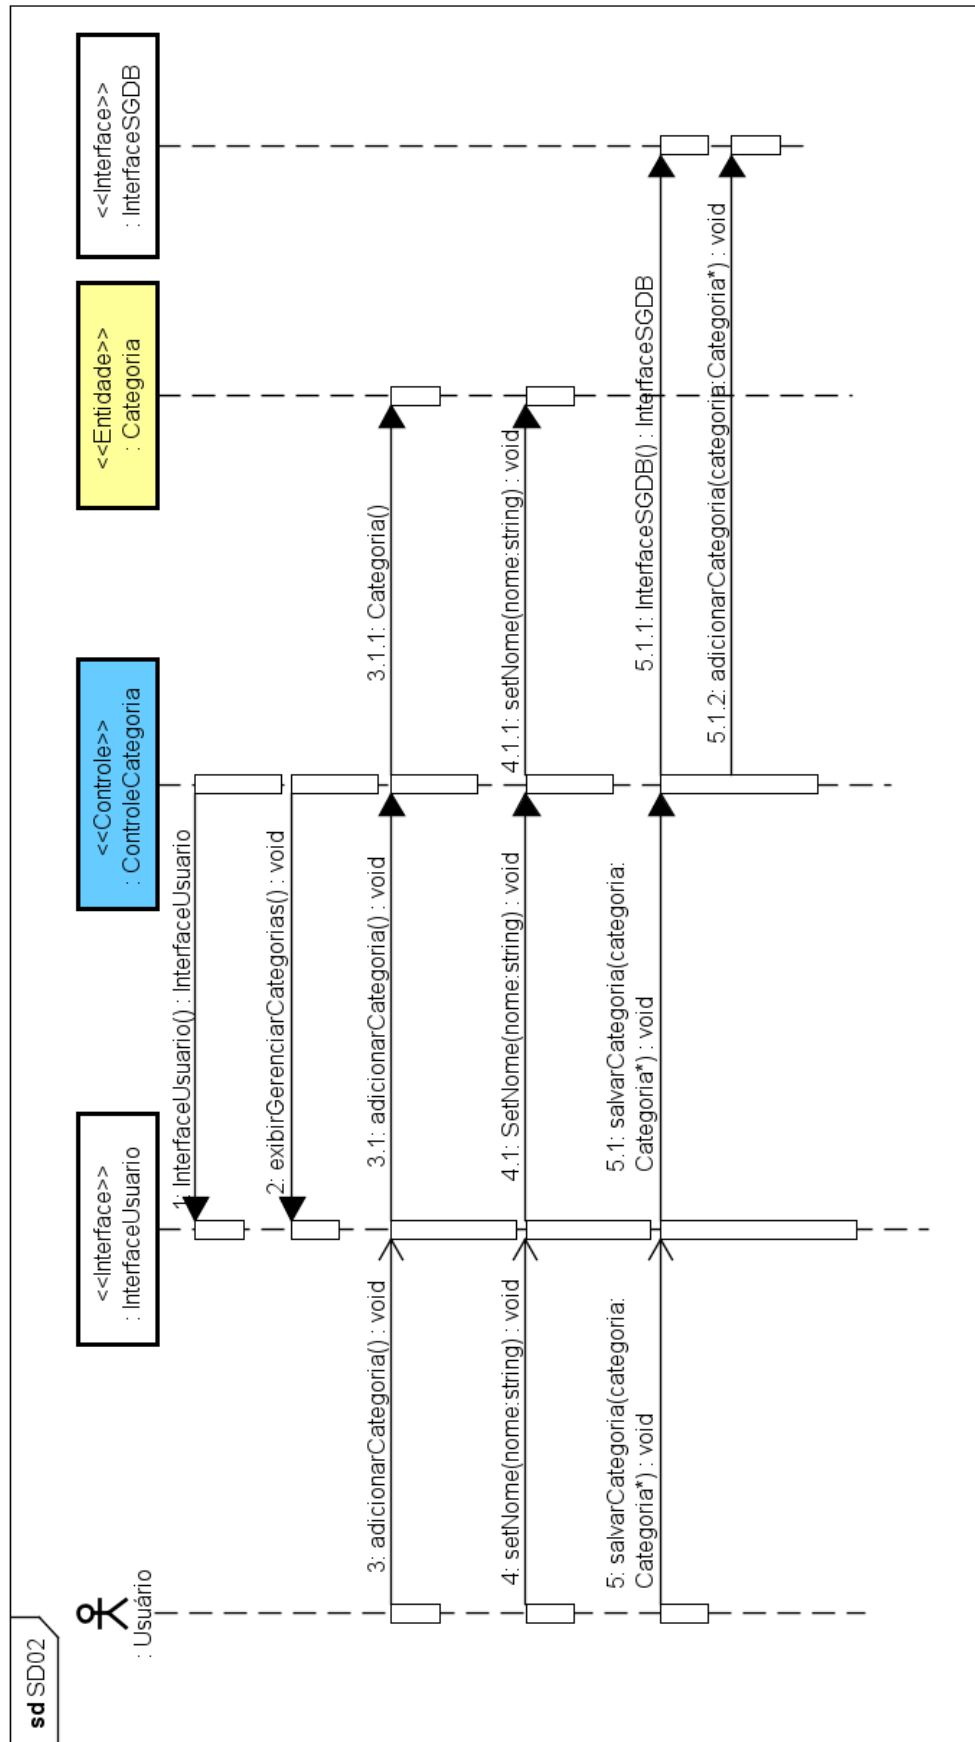 sd SD02
: Usuário
<<Interface>>
: InterfaceUsuario
<<Controle>>
: ControleCategoria
<<Entidade>>
: Categoria
<<Interface>>
: InterfaceSGDB
1: InterfaceUsuario() : InterfaceUsuario
2: exibirGerenciarCategorias() : void
3: adicionarCategoria() : void
3.1: adicionarCategoria() : void
3.1.1: Categoria()
4: setNome(nome:string) : void
4.1: SetNome(nome:string) : void
4.1.1: setNome(nome:string) : void
5: salvarCategoria(categoria:
Categoria*) : void
5.1: salvarCategoria(categoria:
Categoria*) : void
5.1.1: InterfaceSGDB() : InterfaceSGDB
5.1.2: adicionarCategoria(categoria:Categoria*) : void